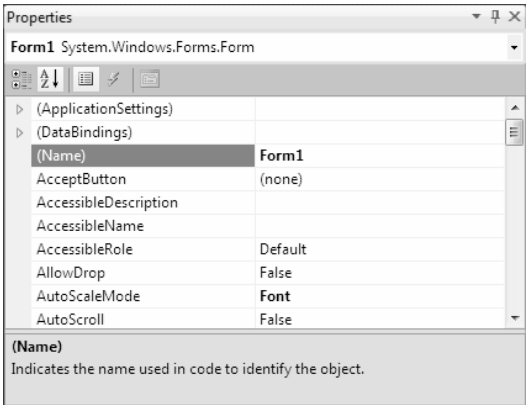 Properties
Form1 System.Windows.Forms.Form
(ApplicationSettings)
(DataBindings)
(Name) Form1
AcceptButton (none)
AccessibleDescription
AccessibleName
AccessibleRole Default
AllowDrop False
AutoScaleMode Font
AutoScroll False
(Name)
Indicates the name used in code to identify the object.